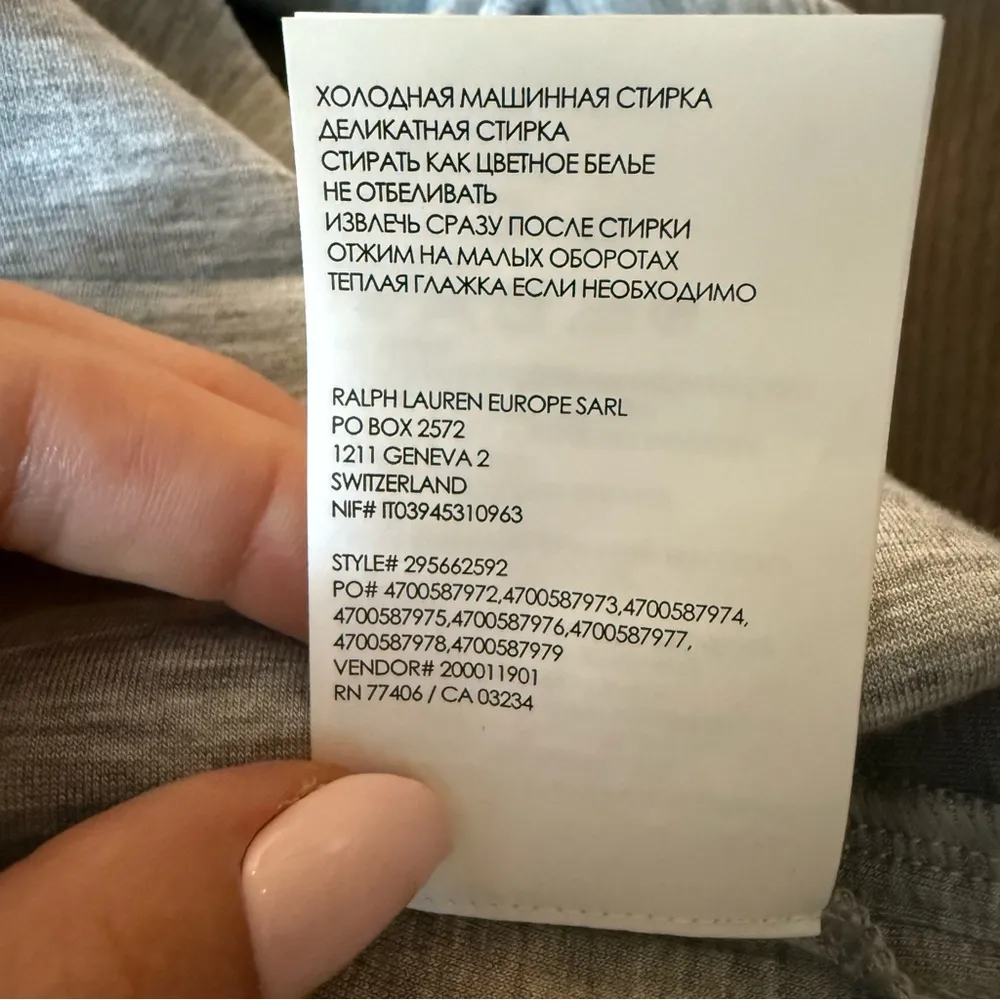 ХОЛОДНАЯ МАШИННАЯ СТИРКА
ДЕЛИКАТНАЯ СТИРКА
СТИРАТЬ КАК ЦВЕТНОЕ БЕЛЬЕ
НЕ ОТБЕЛИВАТЬ
ИЗВЛЕЧЬ СРАЗУ ПОСЛЕ СТИРКИ
ОТЖИМ НА МАЛЫХ ОБОРОТАХ
ТЕПЛАЯ ГЛАЖКА ЕСЛИ НЕОБХОДИМО
RALPH LAUREN EUROPE SARL
PO BOX 2572
1211 GENEVA 2
SWITZERLAND
NIF# IT03945310963
STYLE# 295662592
PO# 4700587972,4700587973,4700587974,
4700587975,4700587976,4700587977,
4700587978,4700587979
VENDOR# 200011901
RN 77406 / CA 03234